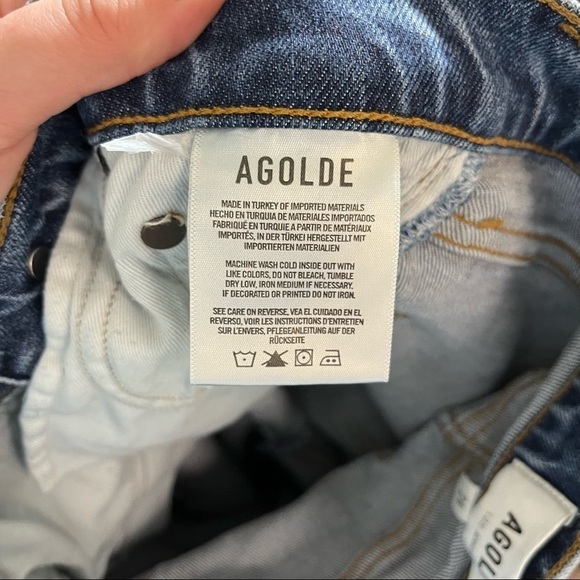 AGOLDE
MADE IN TURKEY OF IMPORTED MATERIALS
HECHO EN TURQUIA DE MATERIALES IMPORTADOS
FABRIQUÉ EN TURQUIE A PARTIR DE MATÉRIAUX
IMPORTÉS, IN DER TÜRKEI HERGESTELLT MIT
IMPORTIERTEN MATERIALIEN
MACHINE WASH COLD INSIDE OUT WITH
LIKE COLORS, DO NOT BLEACH, TUMBLE
DRY LOW, IRON MEDIUM IF NECESSARY,
IF DECORATED OR PRINTED DO NOT IRON.
SEE CARE ON REVERSE, VEA EL CUIDADO EN EL
REVERSO, VOIR LES INSTRUCTIONS D'ENTRETIEN
SUR L'ENVERS, PFLEGEANLEITUNG AUF DER
RÜCKSEITE
AGOL